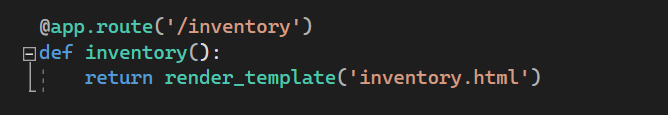 @app.route('/inventory')
def inventory():
    return render_template('inventory.html')